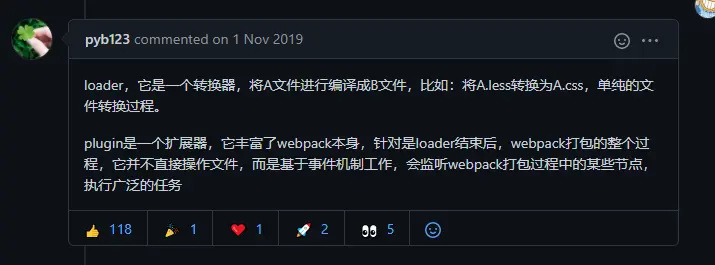 pyb123 commented on 1 Nov 2019
loader，它是一个转换器，将A文件进行编译成B文件，比如：将A.less转换为A.css，单纯的文
件转换过程。
plugin是一个扩展器，它丰富了webpack本身，针对是loader结束后，webpack打包的整个过
程，它并不直接操作文件，而是基于事件机制工作，会监听webpack打包过程中的某些节点，
执行广泛的任务
👍 118 🎉 1 ❤️ 1 🚀 2 👀 5